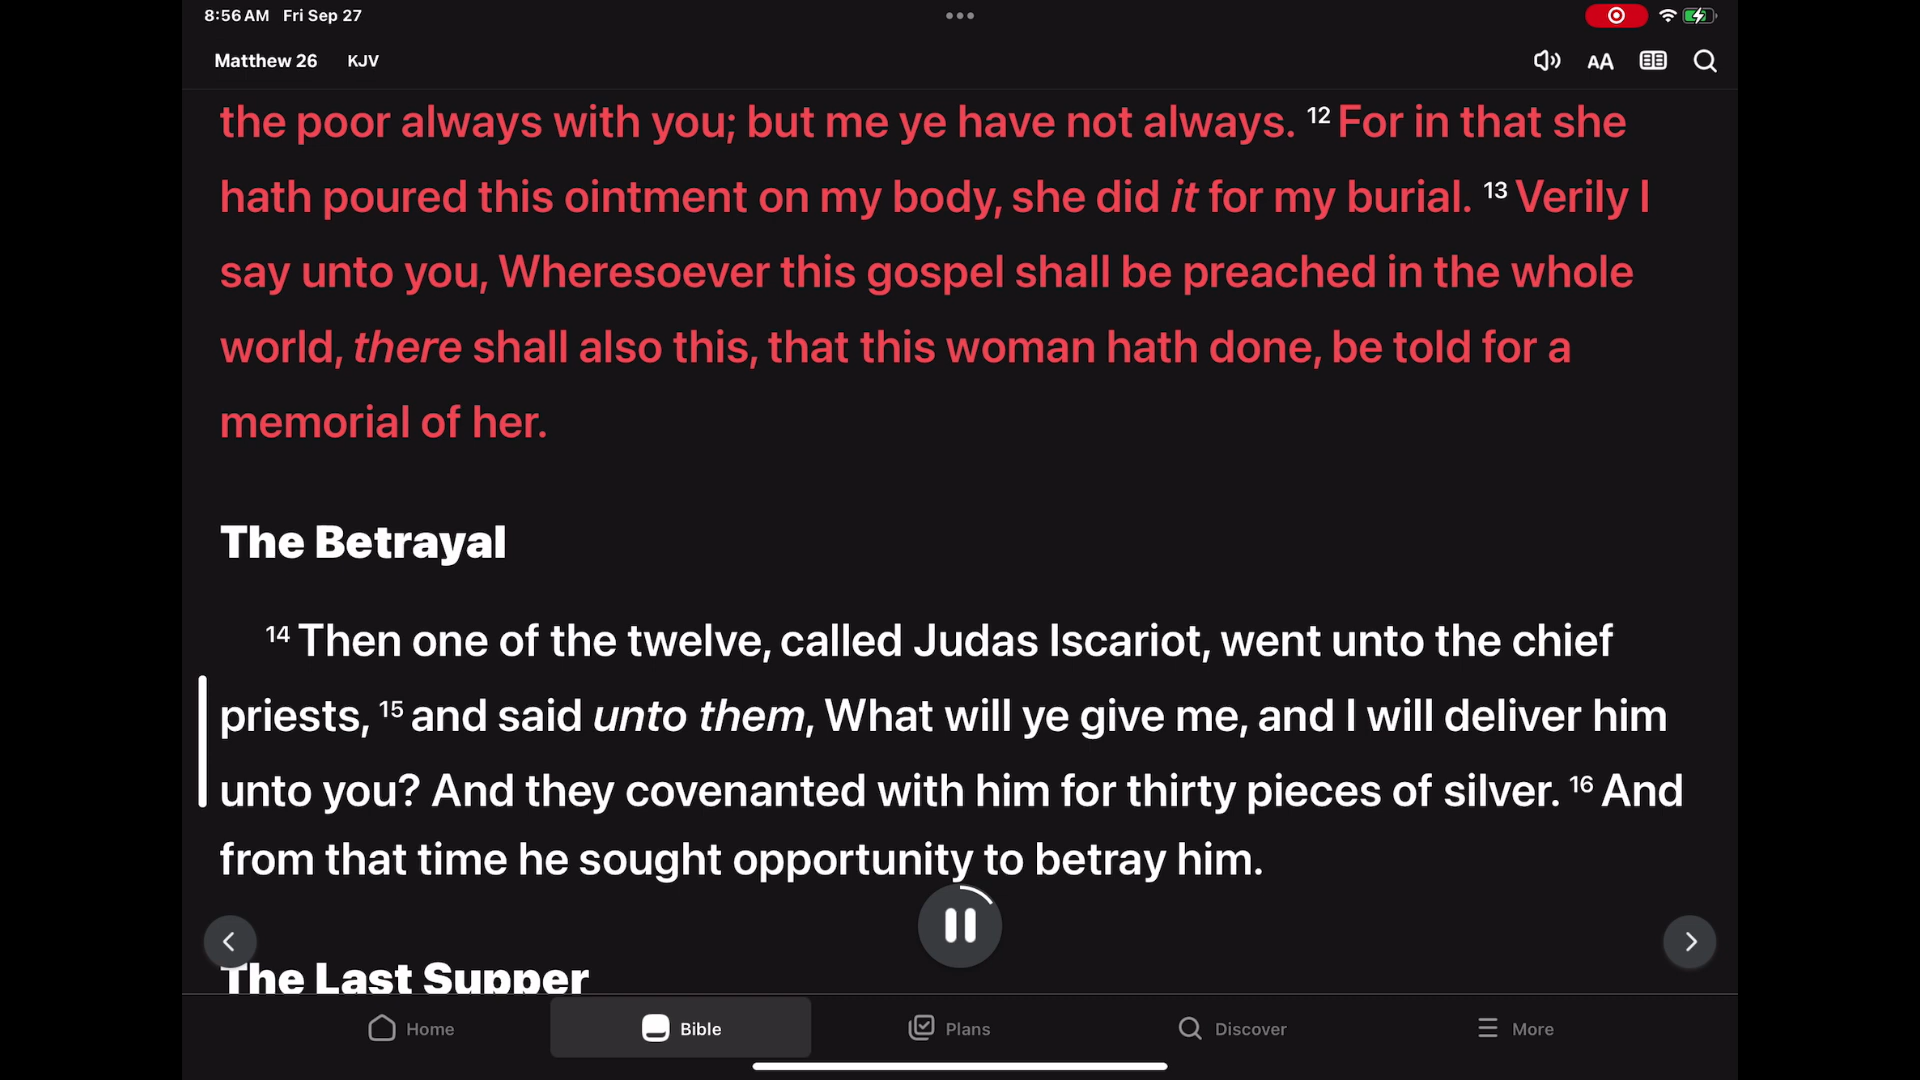 8:56 AM Fri Sep 27
Matthew 26 KJV AA
the poor always with you; but me ye have not always. 12 For in that she
hath poured this ointment on my body, she did it for my burial. 13 Verily I
say unto you, Wheresoever this gospel shall be preached in the whole
world, there shall also this, that this woman hath done, be told for a
memorial of her.
The Betrayal
14 Then one of the twelve, called Judas Iscariot, went unto the chief
priests, 15 and said unto them, What will ye give me, and I will deliver him
unto you? And they covenanted with him for thirty pieces of silver. 16 And
from that time he sought opportunity to betray him.
The Last Supper
Home Bible Plans Discover More